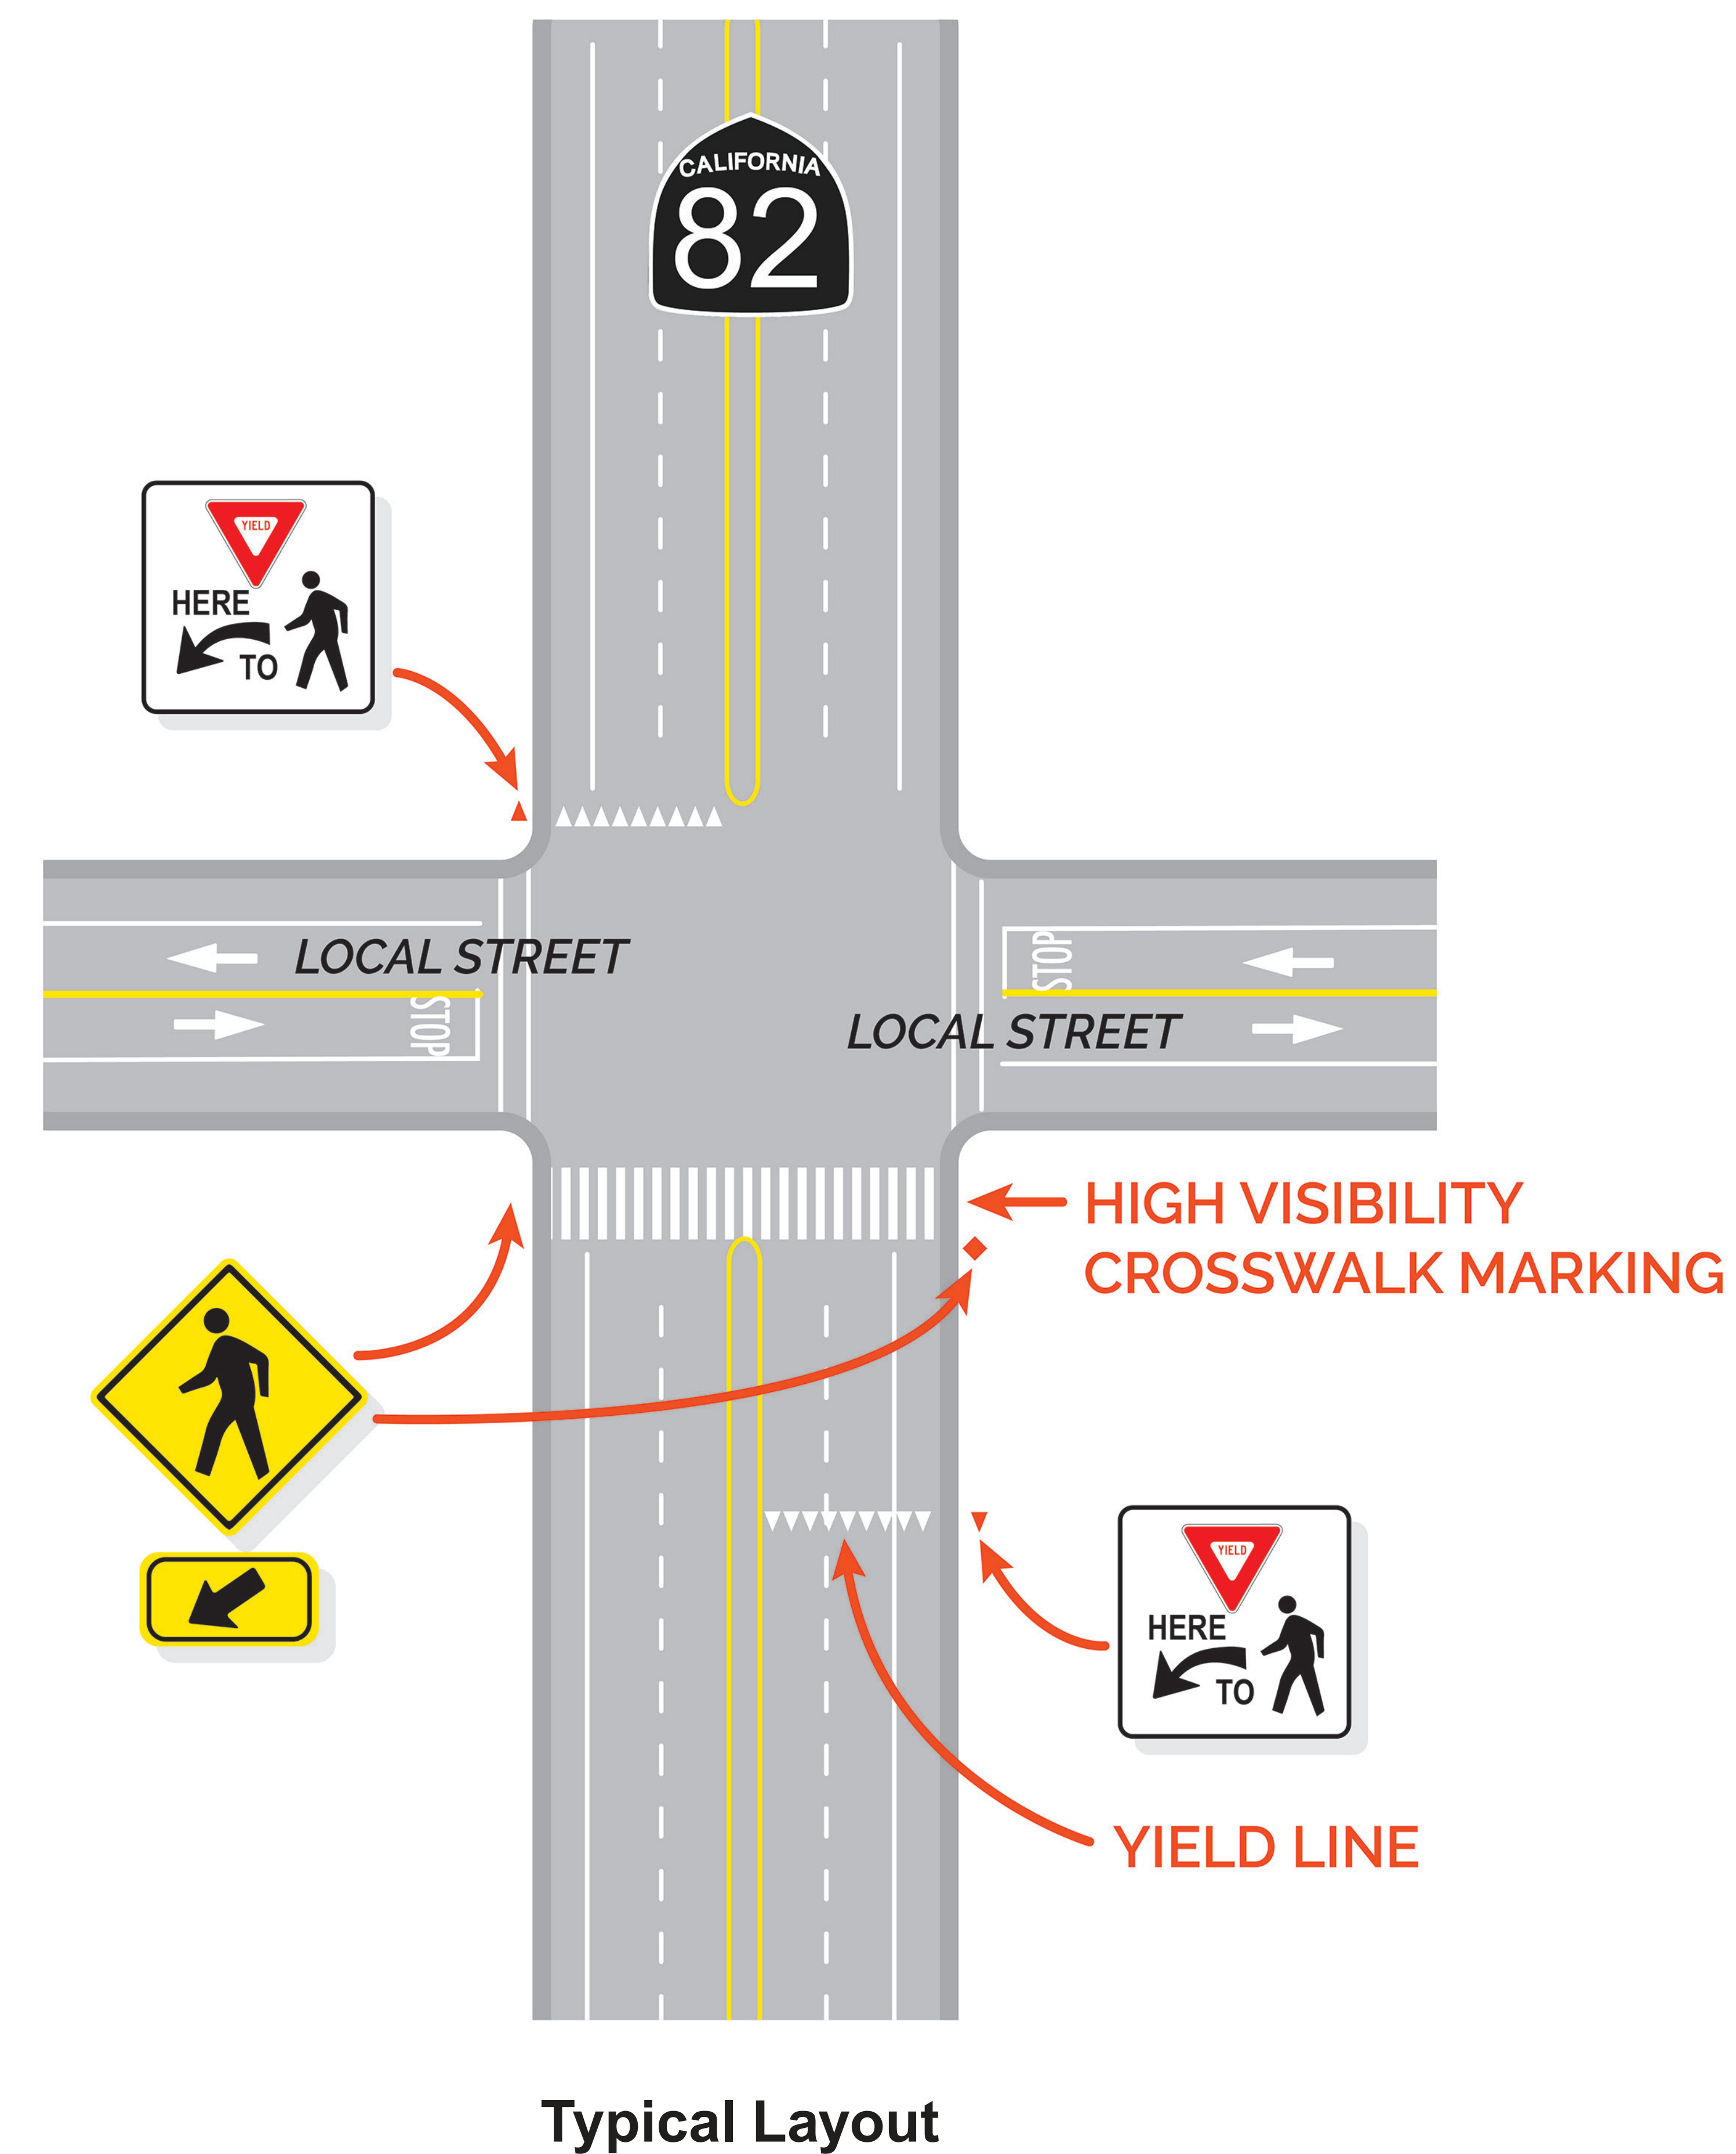 CALIFORNIA
82
YIELD
HERE
TO
LOCAL STREET
STOP
STOP
LOCAL STREET
HIGH VISIBILITY
CROSSWALK MARKING
YIELD
HERE
TO
YIELD LINE
Typical Layout